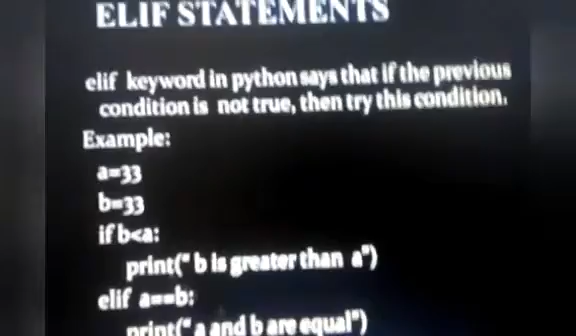 ELIF STATEMENTS
elif keyword in python says that if the previous
condition is not true, then try this condition.
Example:
a=33
b=33
if b<a:
print(" b is greater than a")
elif a==b:
print(" a and b are equal")